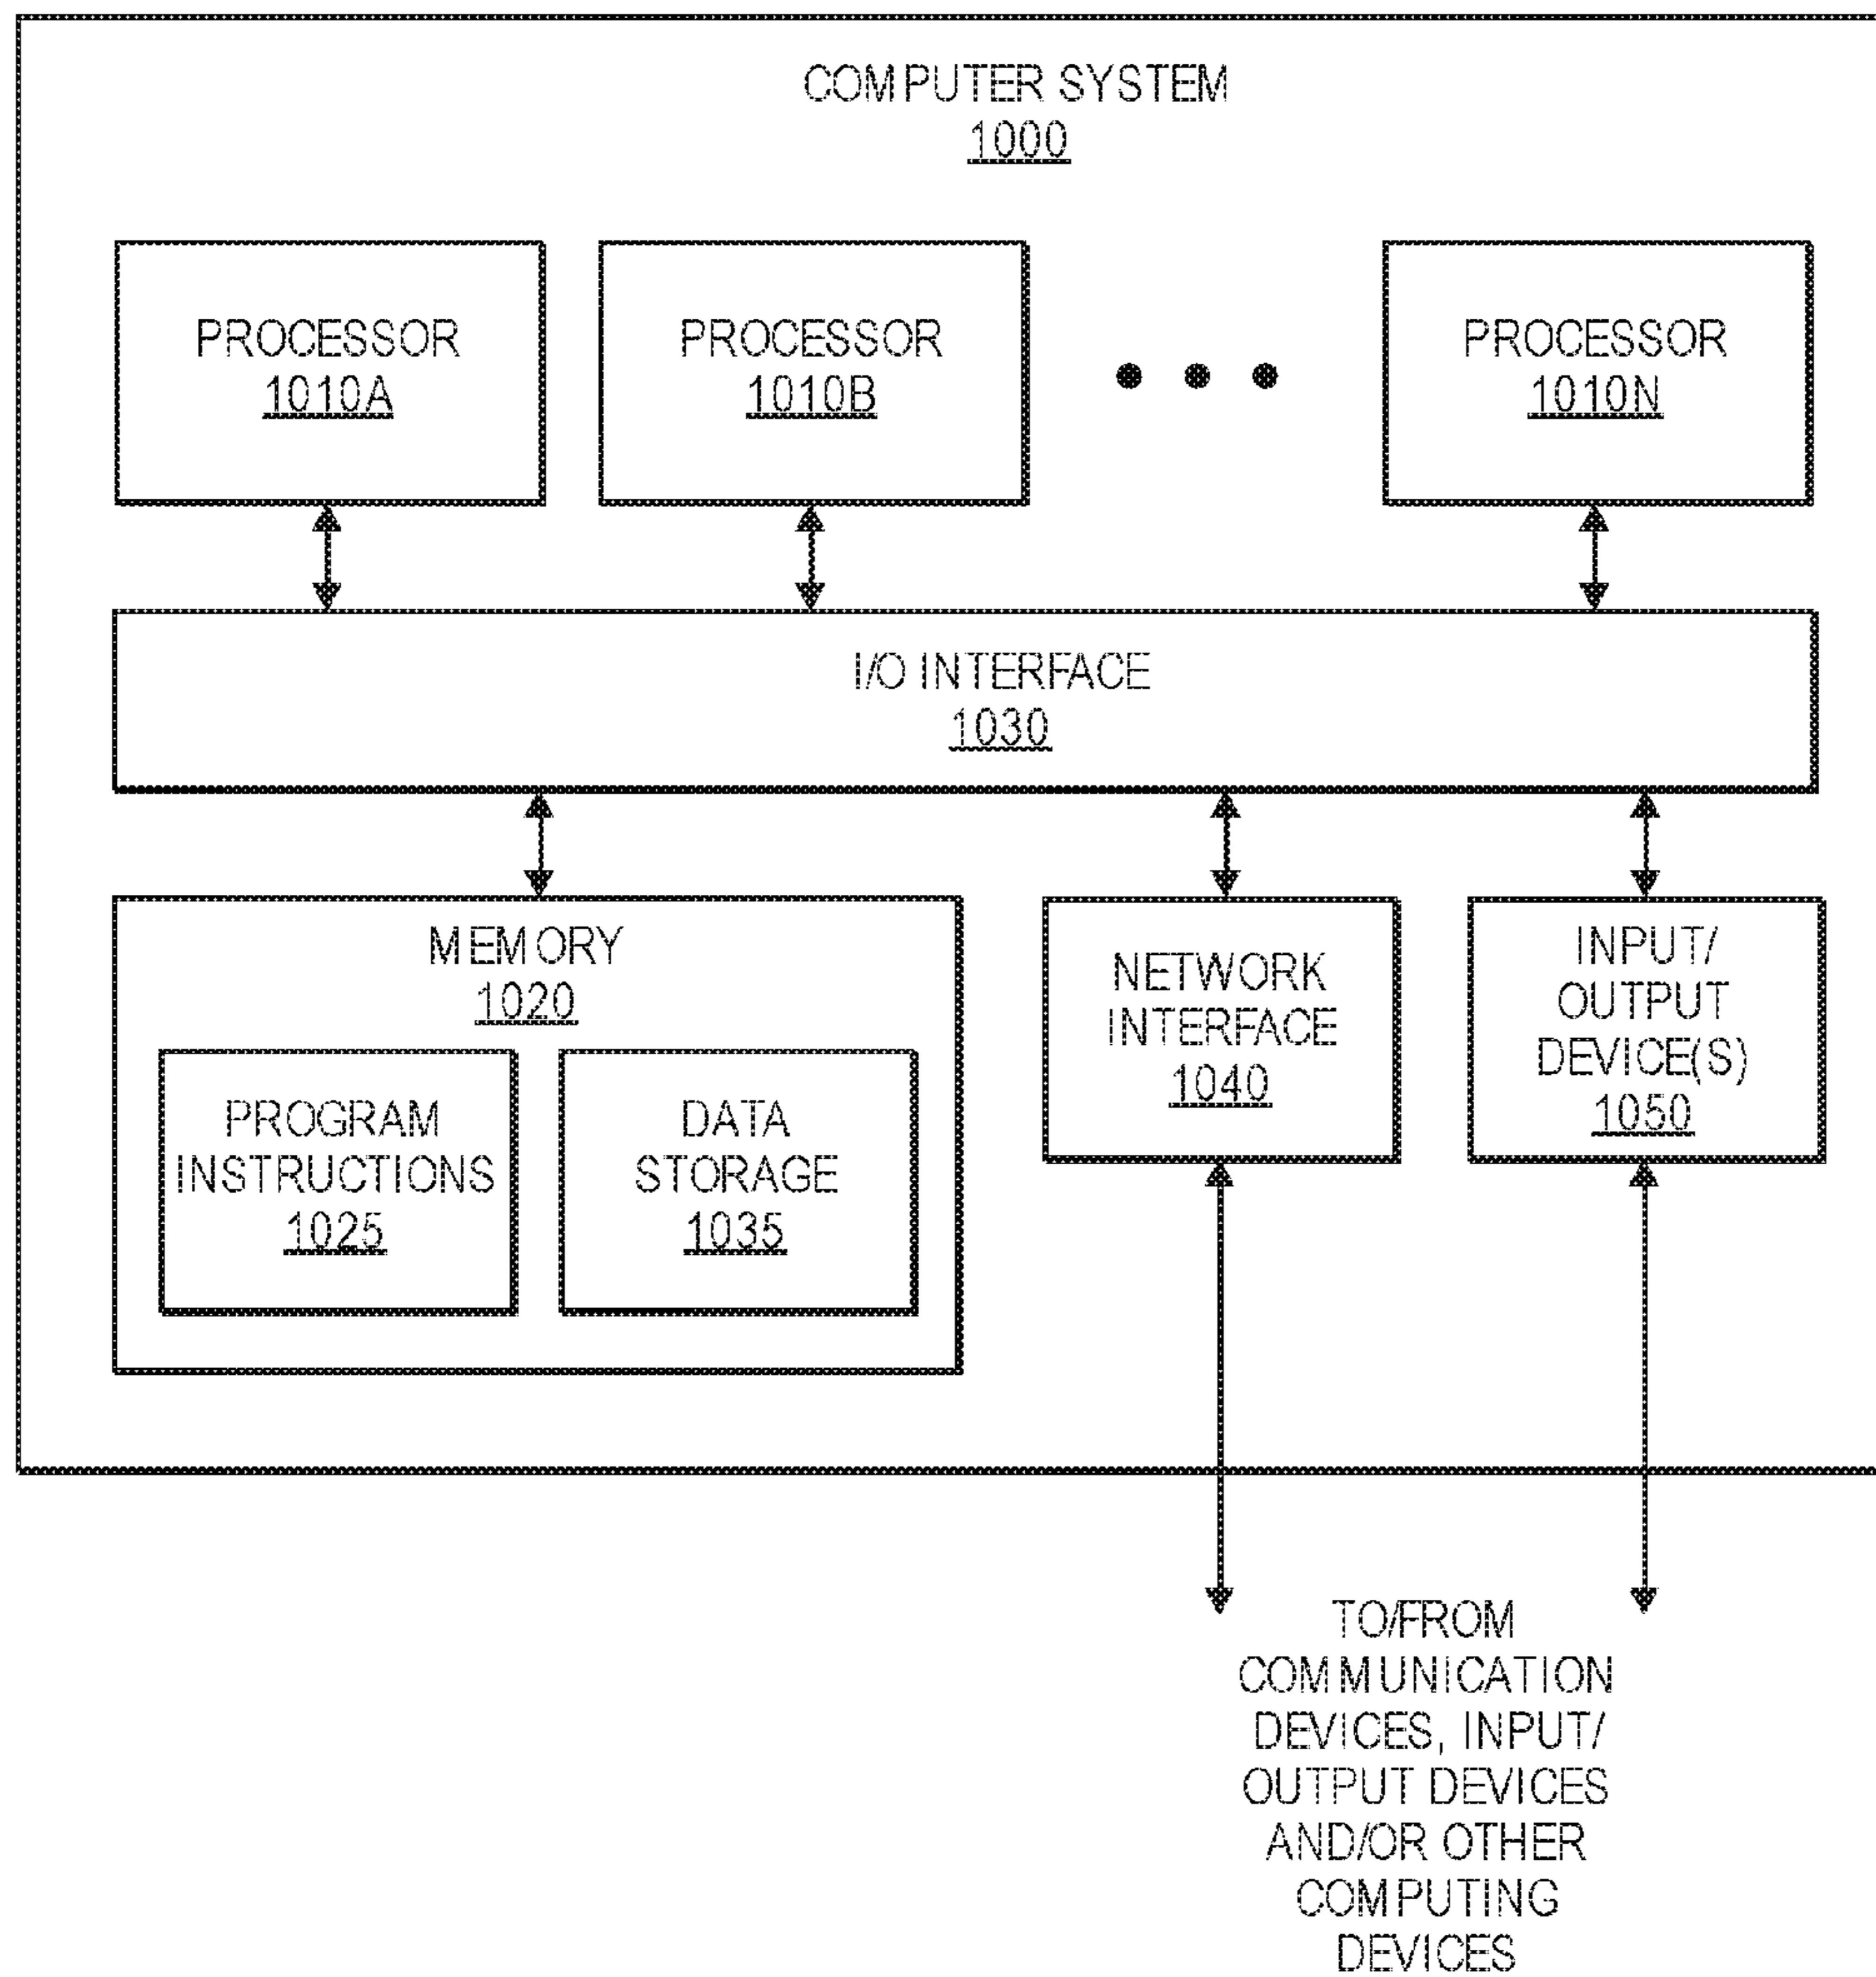 COMPUTER SYSTEM
1000
PROCESSOR
1010A
PROCESSOR
1010B
PROCESSOR
1010N
I/O INTERFACE
1030
MEMORY
1020
PROGRAM
INSTRUCTIONS
1025
DATA
STORAGE
1035
NETWORK
INTERFACE
1040
INPUT/
OUTPUT
DEVICE(S)
1050
TO/FROM
COMMUNICATION
DEVICES, INPUT/
OUTPUT DEVICES
AND/OR OTHER
COMPUTING
DEVICES